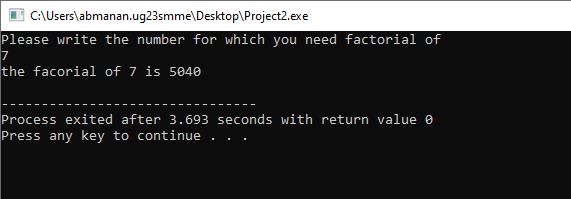 C:\Users\abmanan.ug23smme\Desktop\Project2.exe
Please write the number for which you need factorial of
7
the facorial of 7 is 5040
--------------------------------
Process exited after 3.693 seconds with return value 0
Press any key to continue . . .